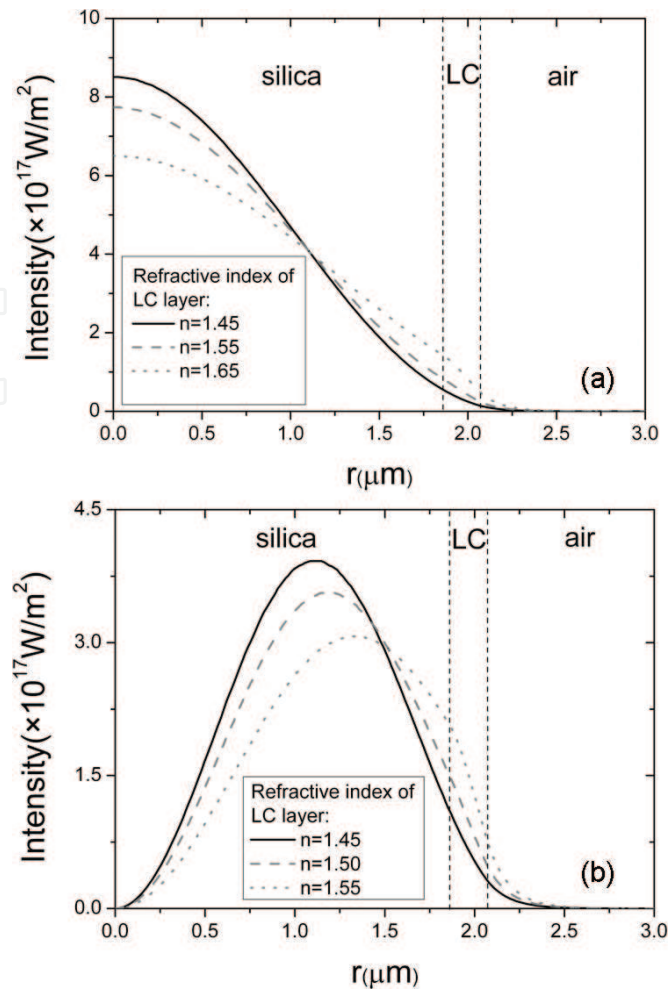 10
8
6
4
2
0
Intensity(×10¹⁷W/m²)
silica LC air
Refractive index of
LC layer:
n=1.45
n=1.55
n=1.65
(a)
0.0 0.5 1.0 1.5 2.0 2.5 3.0
r(μm)
4.5
3.0
1.5
0.0
Intensity(×10¹⁷W/m²)
silica LC air
Refractive index of
LC layer:
n=1.45
n=1.50
n=1.55
(b)
0.0 0.5 1.0 1.5 2.0 2.5 3.0
r(μm)